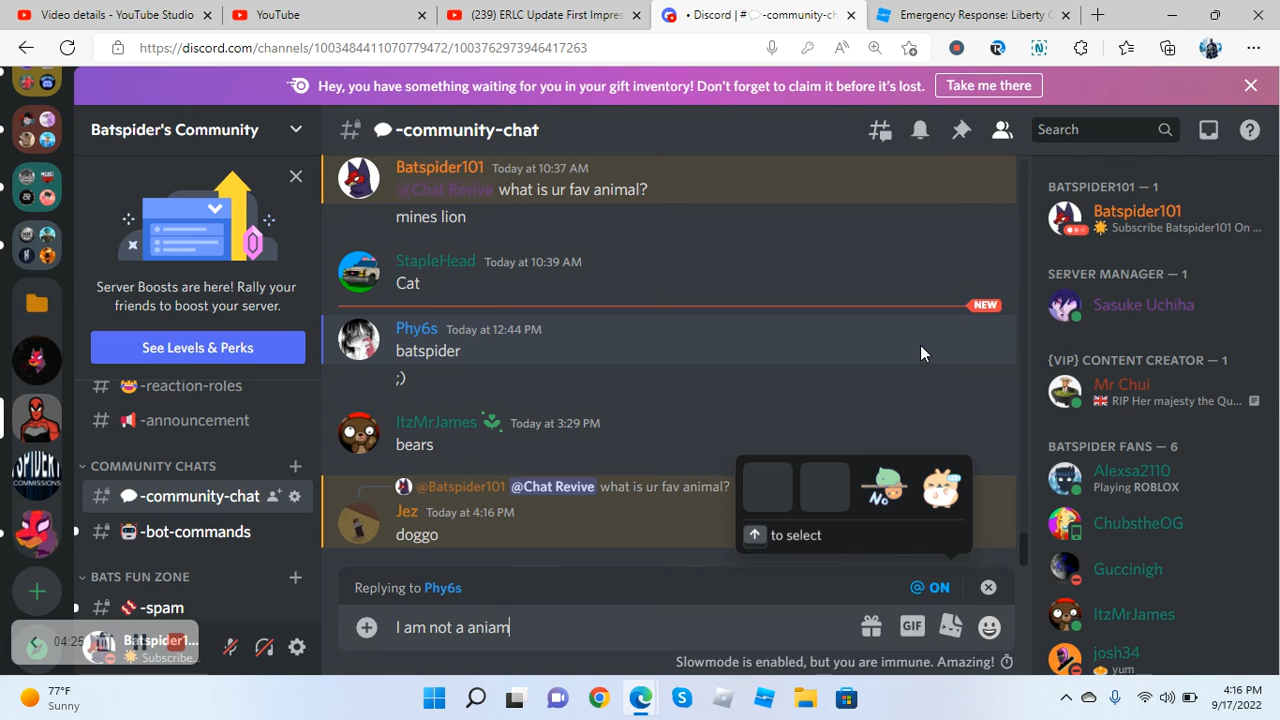 Video details - YouTube Studio
YouTube
(239) ERLC Update First Impres
• Discord | # 💬-community-ch
Emergency Response: Liberty C
https://discord.com/channels/1003484411070779472/1003762973946417263
Hey, you have something waiting for you in your gift inventory! Don't forget to claim it before it's lost.
Take me there
Batspider's Community
💬-community-chat
Search
Server Boosts are here! Rally your
friends to boost your server.
See Levels & Perks
-reaction-roles
-announcement
COMMUNITY CHATS
-community-chat
-bot-commands
BATS FUN ZONE
-spam
04:25
Batspider1...
Subscribe..
Batspider101 Today at 10:37 AM
@Chat Revive what is ur fav animal?
mines lion
StapleHead Today at 10:39 AM
Cat
NEW
Phy6s Today at 12:44 PM
batspider
;)
ItzMrJames Today at 3:29 PM
bears
@Batspider101 @Chat Revive what is ur fav animal?
Jez Today at 4:16 PM
doggo
No
to select
Replying to Phy6s
@ ON
I am not a aniam
GIF
Slowmode is enabled, but you are immune. Amazing!
BATSPIDER101 — 1
Batspider101
Subscribe Batspider101 On ...
SERVER MANAGER — 1
Sasuke Uchiha
{VIP} CONTENT CREATOR — 1
Mr Chui
RIP Her majesty the Qu...
BATSPIDER FANS — 6
Alexsa2110
Playing ROBLOX
ChubstheOG
Guccinigh
ItzMrJames
josh34
yum
77°F
Sunny
4:16 PM
9/17/2022